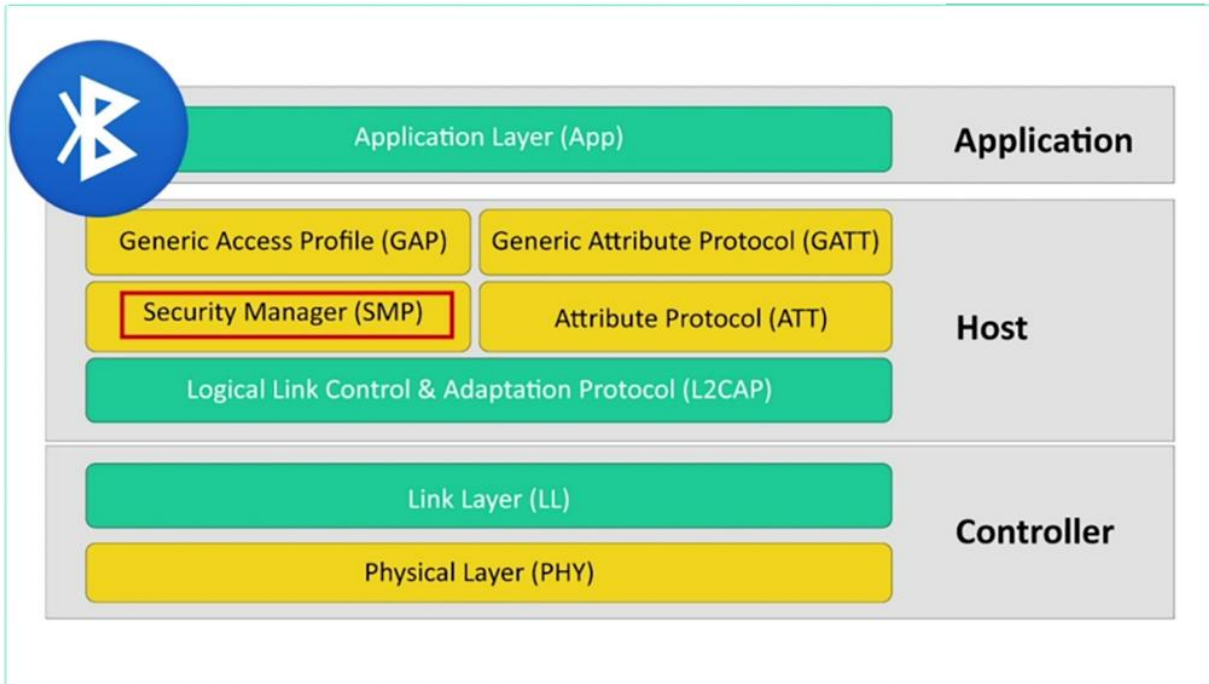 Application Layer (App)
Application
Generic Access Profile (GAP)
Generic Attribute Protocol (GATT)
Security Manager (SMP)
Attribute Protocol (ATT)
Host
Logical Link Control & Adaptation Protocol (L2CAP)
Link Layer (LL)
Controller
Physical Layer (PHY)